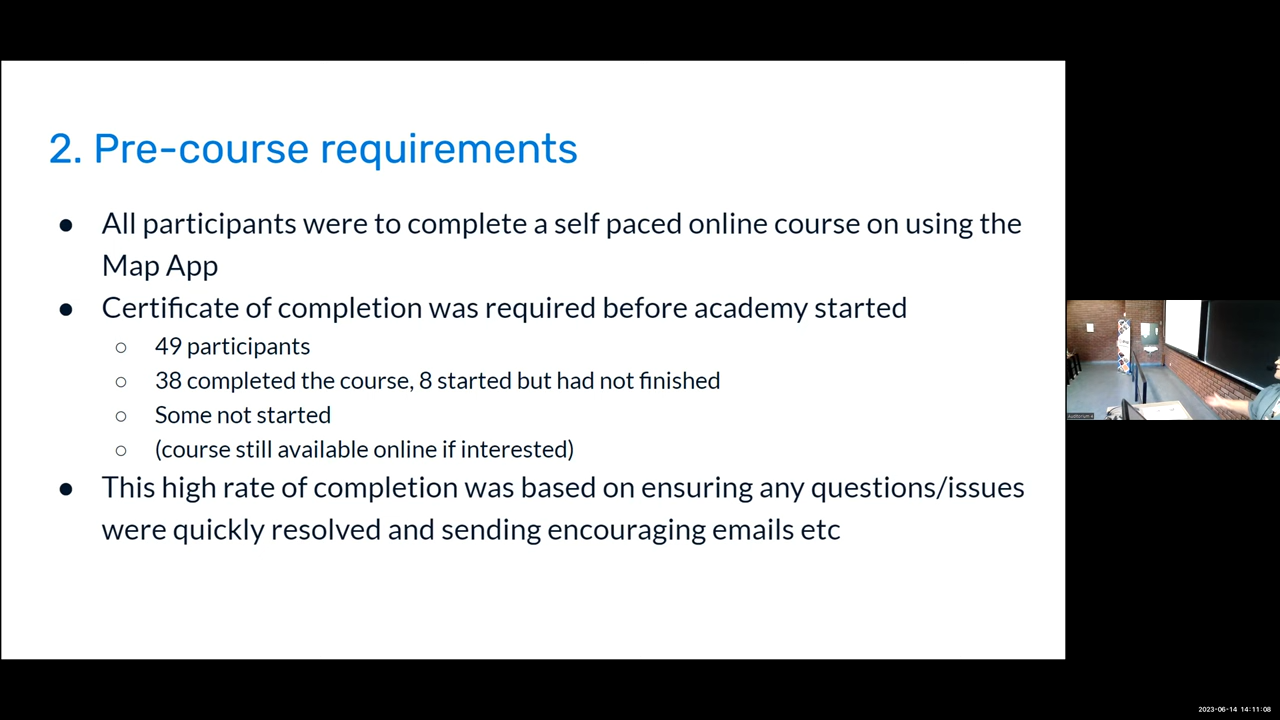 2. Pre-course requirements
● All participants were to complete a self paced online course on using the
Map App
● Certificate of completion was required before academy started
○ 49 participants
○ 38 completed the course, 8 started but had not finished
○ Some not started
○ (course still available online if interested)
● This high rate of completion was based on ensuring any questions/issues
were quickly resolved and sending encouraging emails etc
2023-06-14 14:11:08